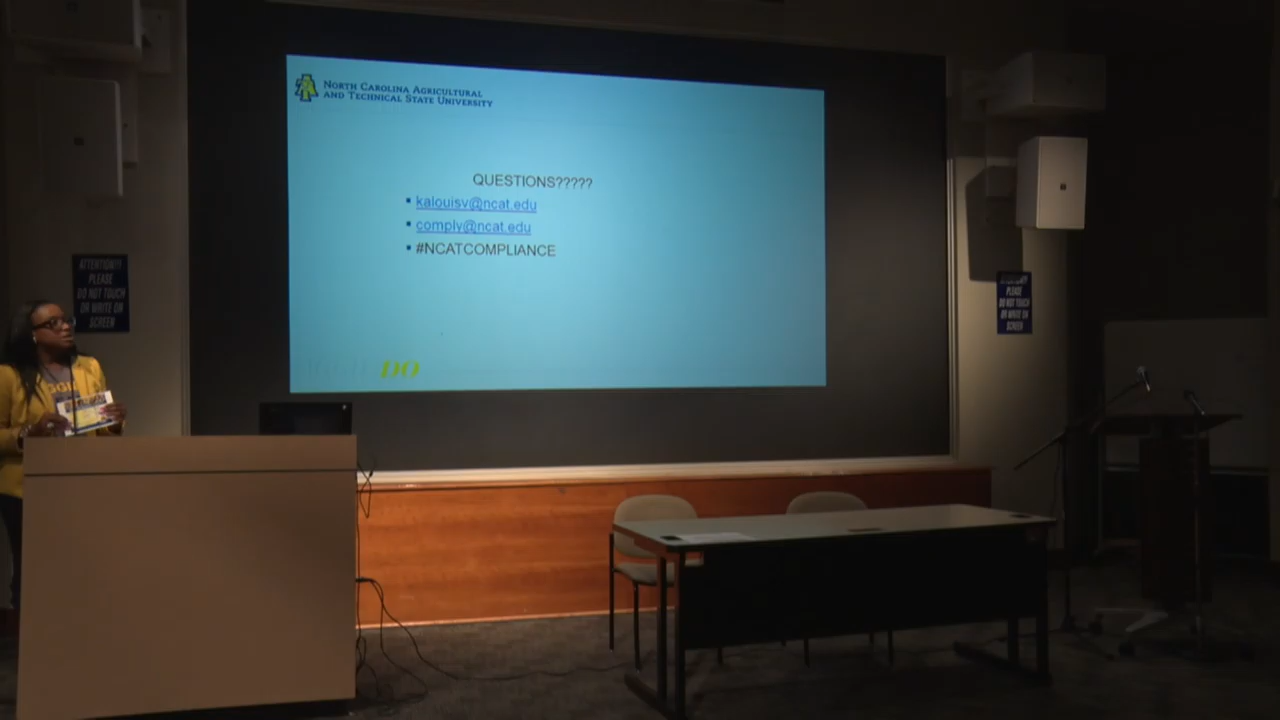 NORTH CAROLINA AGRICULTURAL
AND TECHNICAL STATE UNIVERSITY
QUESTIONS?????
▪ kalouisv@ncat.edu
▪ comply@ncat.edu
▪ #NCATCOMPLIANCE
DO
ATTENTION!!
PLEASE
DO NOT TOUCH
OR WRITE ON
SCREEN
ATTENTION!!
PLEASE
DO NOT TOUCH
OR WRITE ON
SCREEN